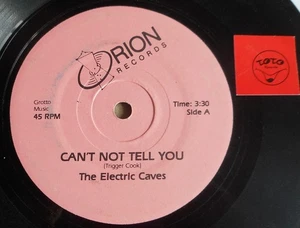 ORION
RECORDS
Grotto
Music
45 RPM
Time: 3:30
Side A
CAN'T NOT TELL YOU
(Trigger Cook)
The Electric Caves
TOTO